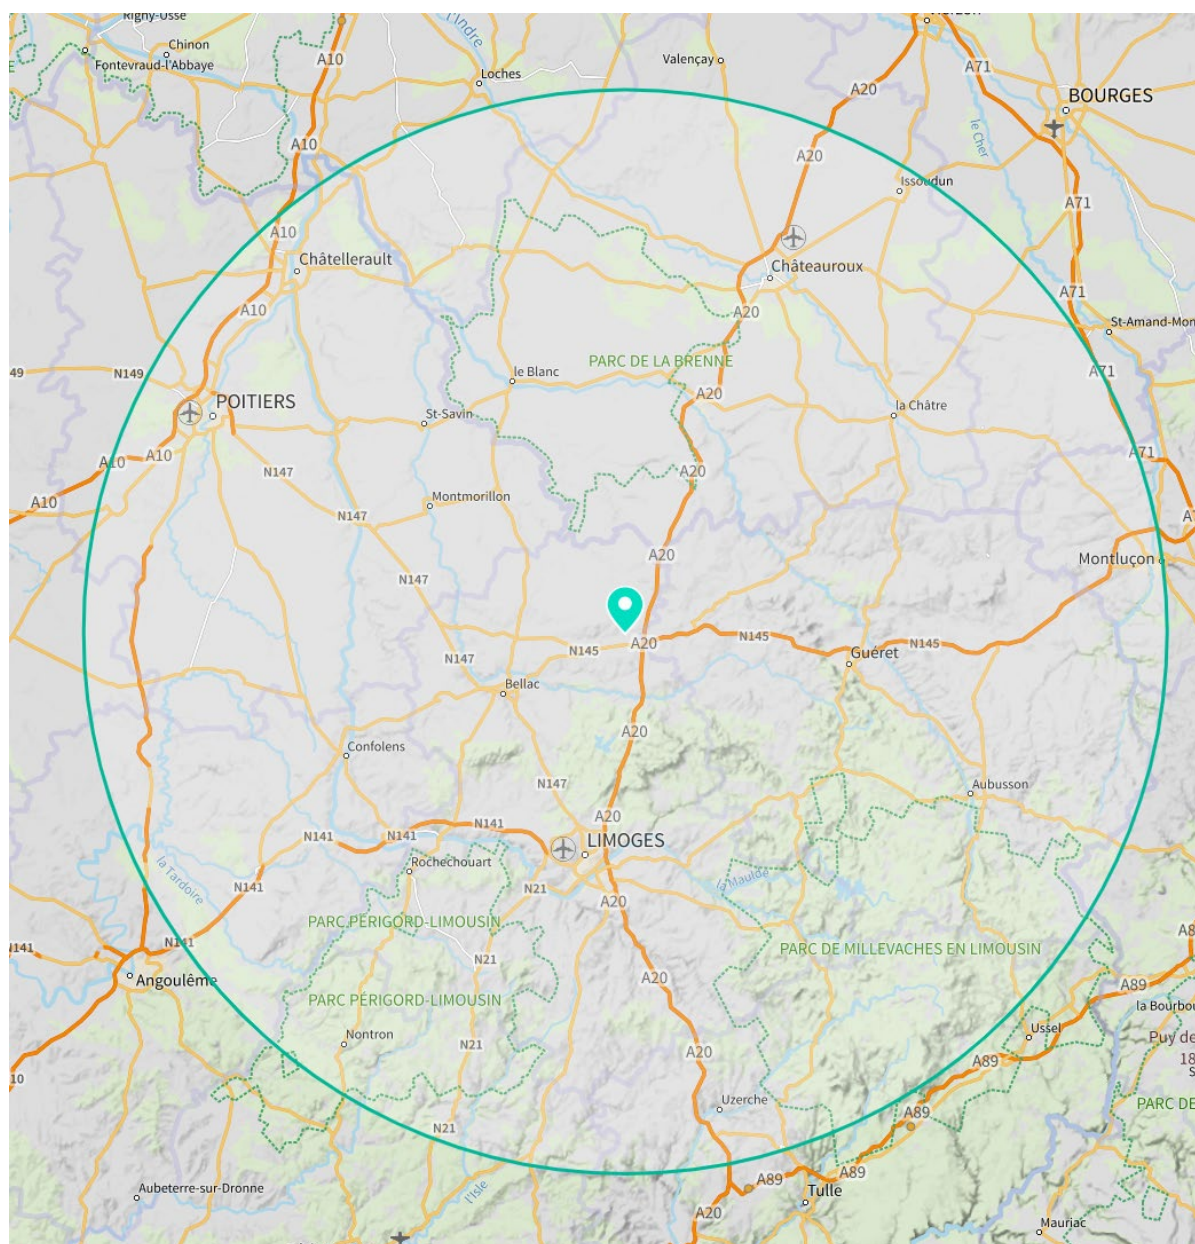 Rigny-Ussé
Chinon
Fontevraud-l'Abbaye
A10
l'Indre
Loches
Valençay
A20
A71
BOURGES
le Cher
A10
A20
Issoudun
A71
A10
Châtellerault
Châteauroux
A10
A20
A71
St-Amand-Mon
PARC DE LA BRENNE
N149
le Blanc
A71
POITIERS
A20
St-Savin
la Châtre
A10
A10
A71
N147
A20
A10
Montmorillon
N147
A20
Montluçon
N147
N145
A20
N145
N145
N147
Guéret
Bellac
A20
Confolens
N147
Aubusson
A20
N141
N141
N141
LIMOGES
Rochechouart
la Tardoire
N141
N21
la Maulde
A20
PARC PÉRIGORD-LIMOUSIN
N141
N141
PARC DE MILLEVACHES EN LIMOUSIN
N21
A20
Angoulême
A89
PARC PÉRIGORD-LIMOUSIN
la Bourbou
Nontron
N21
Ussel
Puy de
A20
A89
Uzerche
PARC DE
A89
N21
A89
A89
Aubeterre-sur-Dronne
l'Isle
Tulle
A20
Mauriac